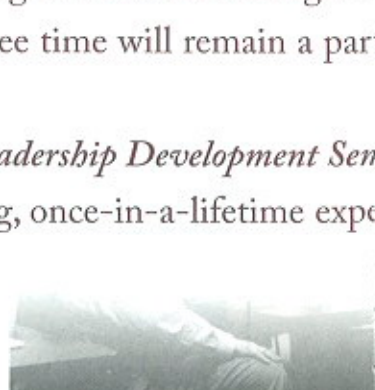 ee time will remain a par
adership Development Sem
g, once-in-a-lifetime expe